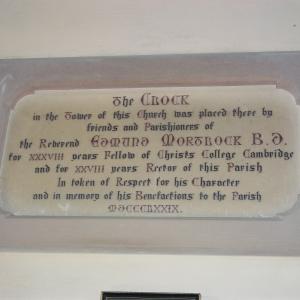 The CLOCK
in the Tower of this Church was placed there by
friends and Parishioners of
the Reverend EDMUND MORTLOCK B.D.
for XXXVIII years Fellow of Christs College Cambridge
and for XXVIII years Rector of this Parish
In token of Respect for his Character
and in memory of his Benefactions to the Parish
MDCCCLXXIX.